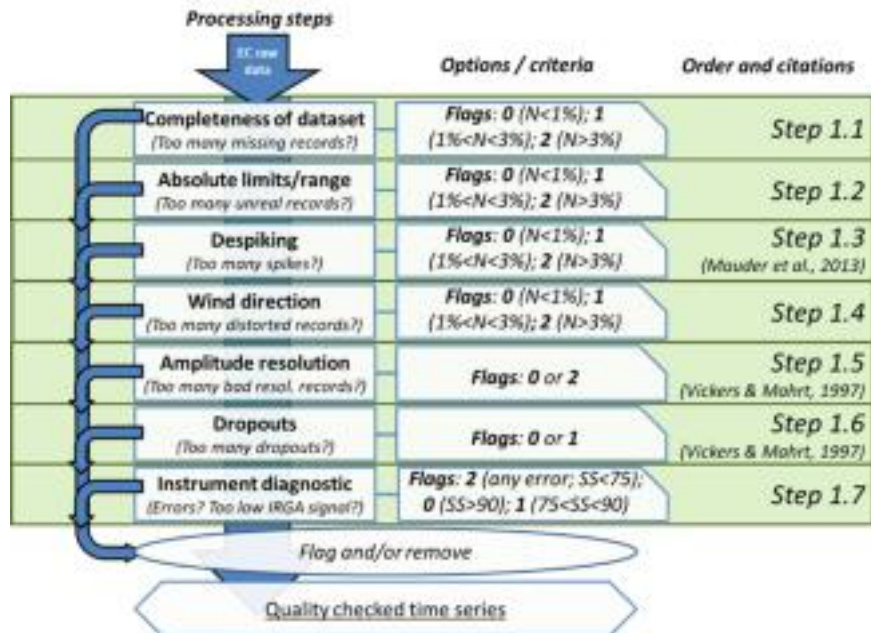 Processing steps
EC raw
data
Options / criteria
Order and citations
Completeness of dataset
(Too many missing records?)
Flags: 0 (N<1%); 1
(1%<N<3%); 2 (N>3%)
Step 1.1
Absolute limits/range
(Too many unreal records?)
Flags: 0 (N<1%); 1
(1%<N<3%); 2 (N>3%)
Step 1.2
Despiking
(Too many spikes?)
Flags: 0 (N<1%); 1
(1%<N<3%); 2 (N>3%)
Step 1.3
(Mauder et al., 2013)
Wind direction
(Too many distorted records?)
Flags: 0 (N<1%); 1
(1%<N<3%); 2 (N>3%)
Step 1.4
Amplitude resolution
(Too many bad resol. records?)
Flags: 0 or 2
Step 1.5
(Vickers & Mahrt, 1997)
Dropouts
(Too many dropouts?)
Flags: 0 or 1
Step 1.6
(Vickers & Mahrt, 1997)
Instrument diagnostic
(Errors? Too low IRGA signal?)
Flags: 2 (any error; SS<75);
0 (SS>90); 1 (75<SS<90)
Step 1.7
Flag and/or remove
Quality checked time series